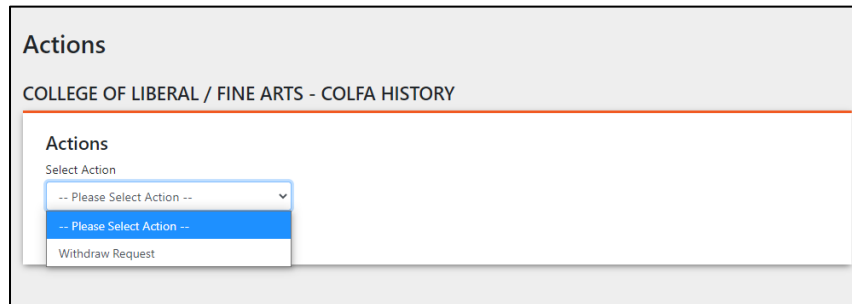 Actions
COLLEGE OF LIBERAL / FINE ARTS - COLFA HISTORY
Actions
Select Action
-- Please Select Action --
-- Please Select Action --
Withdraw Request